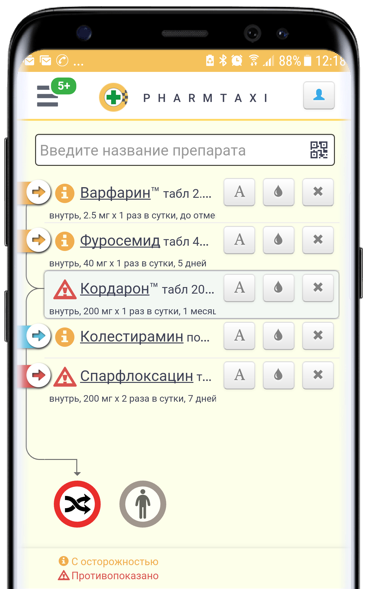 88% 12:18
5+
PHARMTAXI
Введите название препарата
Варфарин™ табл 2.... A
внутрь, 2.5 мг x 1 раз в сутки, до отме
Фуросемид табл 4... A
внутрь, 40 мг x 1 раз в сутки, 5 дней
Кордарон™ табл 20... A
внутрь, 200 мг x 1 раз в сутки, 1 месяц
Колестирамин по... A
Спарфлоксацин т... A
внутрь, 200 мг x 2 раза в сутки, 7 дней
С осторожностью
Противопоказано